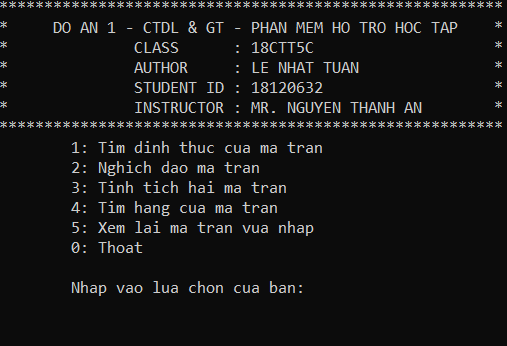 ********************************************************
* DO AN 1 - CTDL & GT - PHAN MEM HO TRO HOC TAP *
* CLASS : 18CTT5C *
* AUTHOR : LE NHAT TUAN *
* STUDENT ID : 18120632 *
* INSTRUCTOR : MR. NGUYEN THANH AN *
********************************************************
1: Tim dinh thuc cua ma tran
2: Nghich dao ma tran
3: Tinh tich hai ma tran
4: Tim hang cua ma tran
5: Xem lai ma tran vua nhap
0: Thoat
Nhap vao lua chon cua ban: